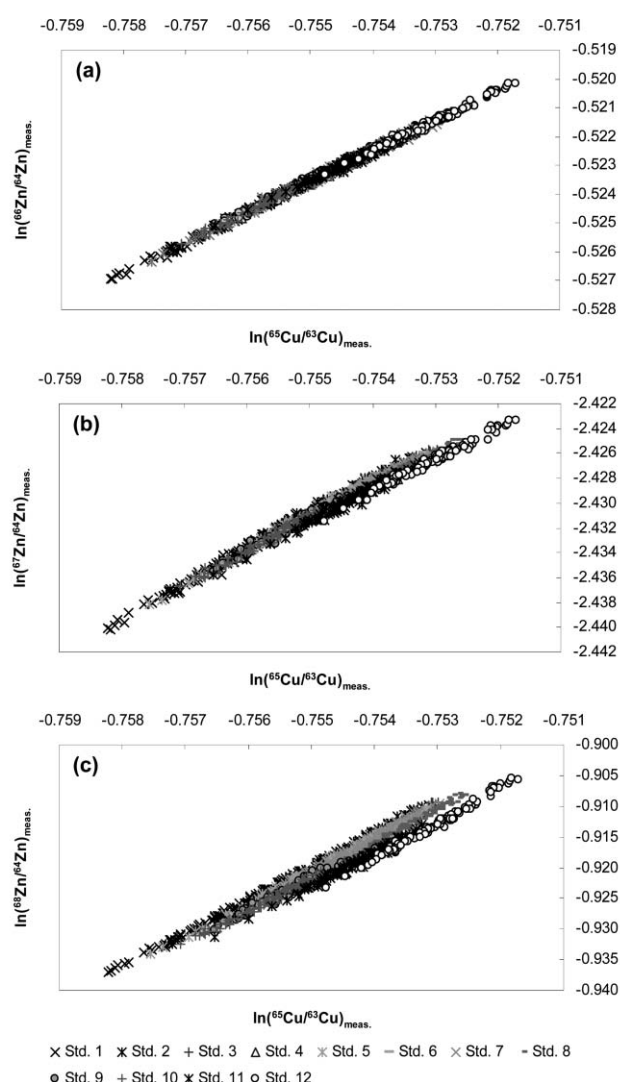 -0.759 -0.758 -0.757 -0.756 -0.755 -0.754 -0.753 -0.752 -0.751
(a)
ln(⁶⁶Zn/⁶⁴Zn)meas.
-0.519
-0.520
-0.521
-0.522
-0.523
-0.524
-0.525
-0.526
-0.527
-0.528
ln(⁶⁵Cu/⁶³Cu)meas.
-0.759 -0.758 -0.757 -0.756 -0.755 -0.754 -0.753 -0.752 -0.751
(b)
ln(⁶⁷Zn/⁶⁴Zn)meas.
-2.422
-2.424
-2.426
-2.428
-2.430
-2.432
-2.434
-2.436
-2.438
-2.440
-2.442
ln(⁶⁵Cu/⁶³Cu)meas.
-0.759 -0.758 -0.757 -0.756 -0.755 -0.754 -0.753 -0.752 -0.751
(c)
ln(⁶⁸Zn/⁶⁴Zn)meas.
-0.900
-0.905
-0.910
-0.915
-0.920
-0.925
-0.930
-0.935
-0.940
ln(⁶⁵Cu/⁶³Cu)meas.
Std. 1 Std. 2 Std. 3 Std. 4 Std. 5 Std. 6 Std. 7 Std. 8
Std. 9 Std. 10 Std. 11 Std. 12